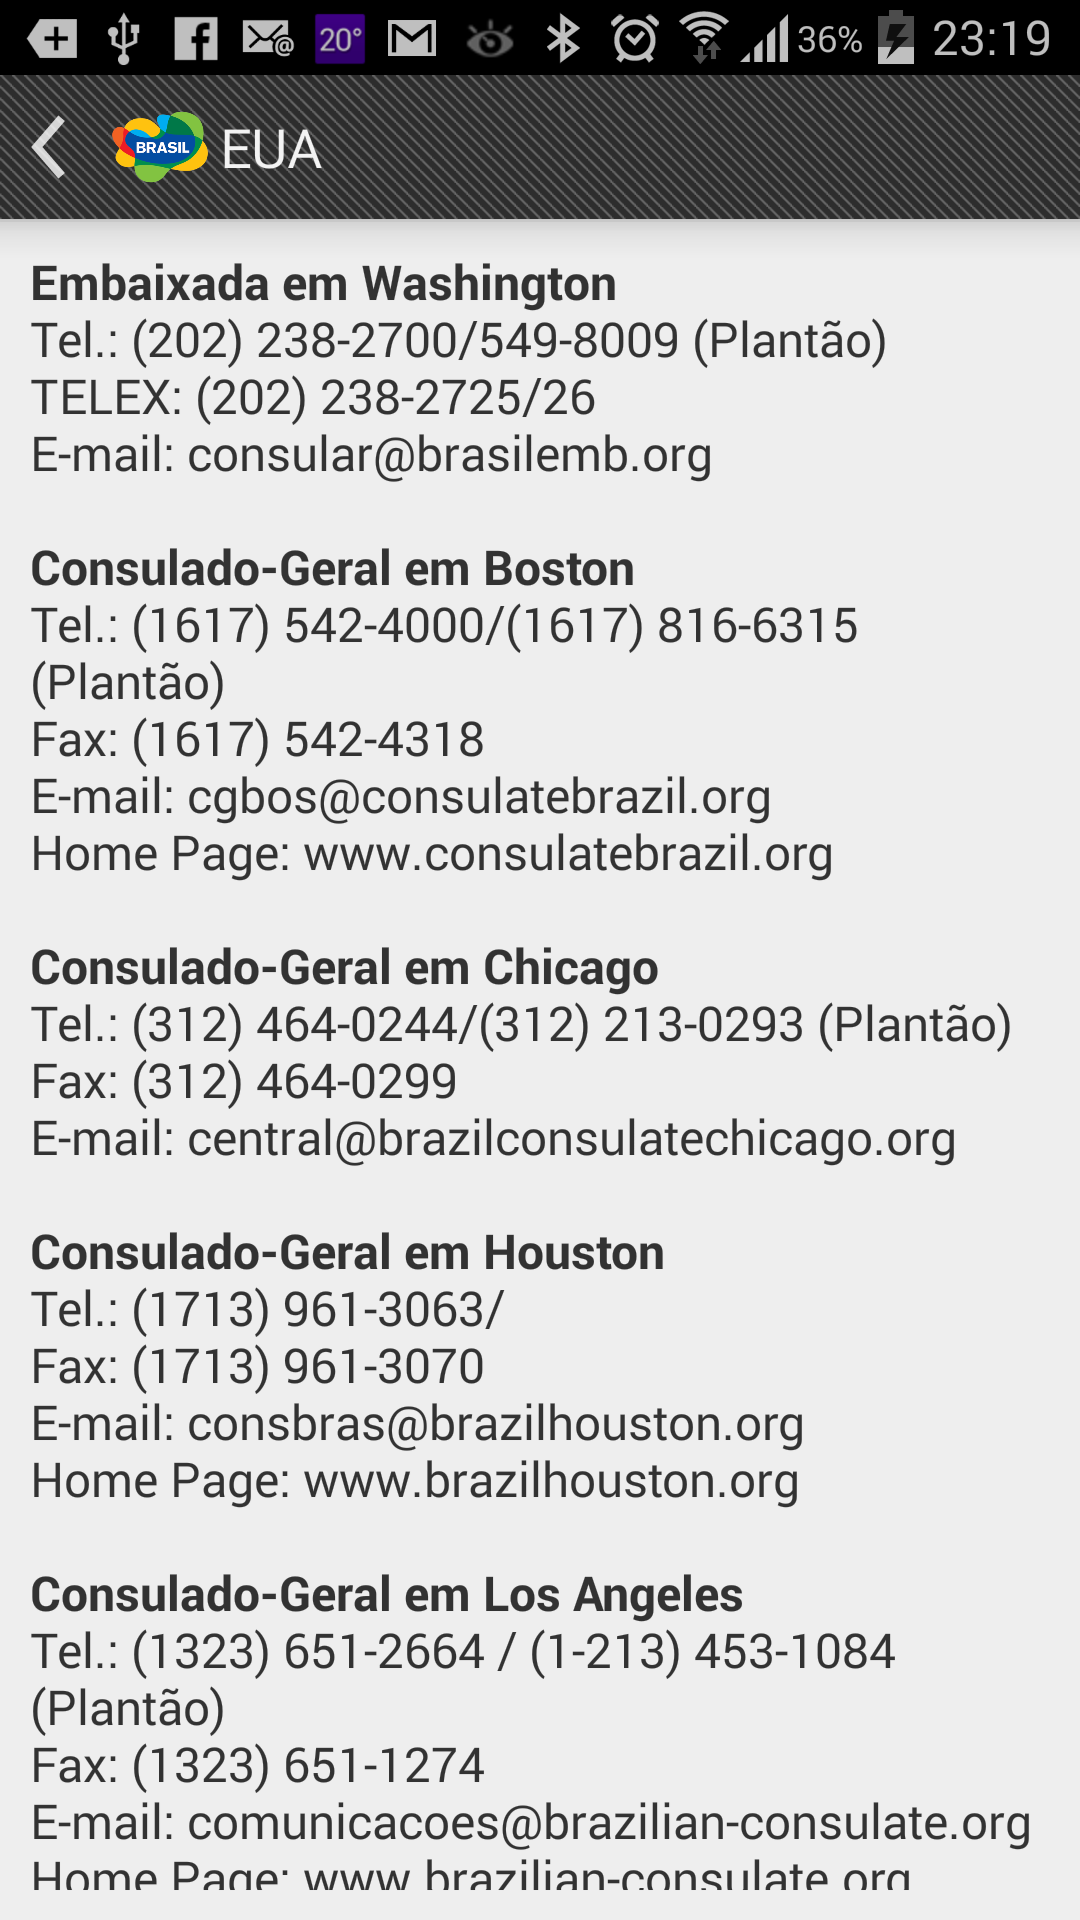 20° 36% 23:19
BRASIL EUA
Embaixada em Washington
Tel.: (202) 238-2700/549-8009 (Plantão)
TELEX: (202) 238-2725/26
E-mail: consular@brasilemb.org
Consulado-Geral em Boston
Tel.: (1617) 542-4000/(1617) 816-6315
(Plantão)
Fax: (1617) 542-4318
E-mail: cgbos@consulatebrazil.org
Home Page: www.consulatebrazil.org
Consulado-Geral em Chicago
Tel.: (312) 464-0244/(312) 213-0293 (Plantão)
Fax: (312) 464-0299
E-mail: central@brazilconsulatechicago.org
Consulado-Geral em Houston
Tel.: (1713) 961-3063/
Fax: (1713) 961-3070
E-mail: consbras@brazilhouston.org
Home Page: www.brazilhouston.org
Consulado-Geral em Los Angeles
Tel.: (1323) 651-2664 / (1-213) 453-1084
(Plantão)
Fax: (1323) 651-1274
E-mail: comunicacoes@brazilian-consulate.org
Home Page: www.brazilian-consulate.org